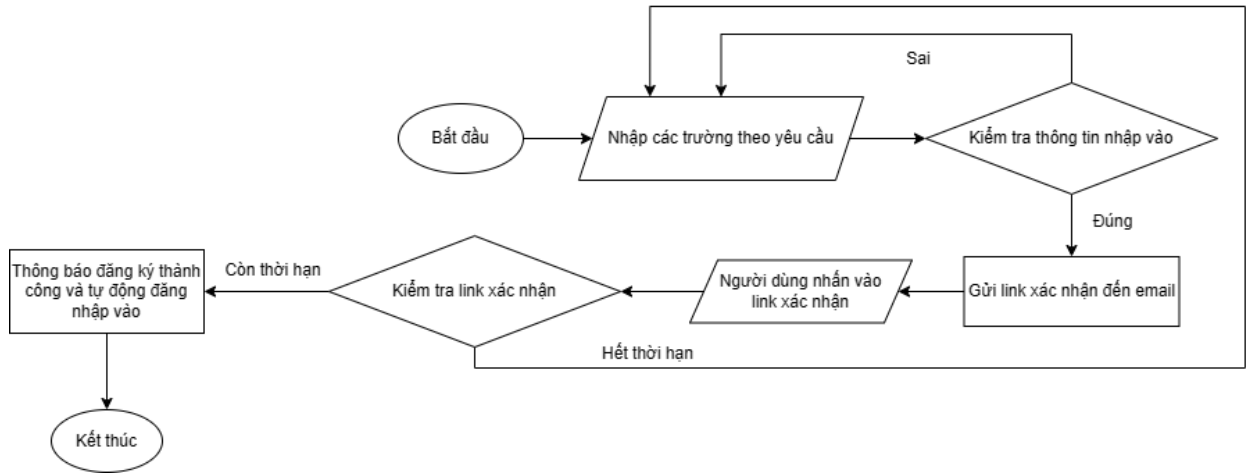 Sai
Bắt đầu
Nhập các trường theo yêu cầu
Kiểm tra thông tin nhập vào
Đúng
Thông báo đăng ký thành
công và tự động đăng
nhập vào
Còn thời hạn
Kiểm tra link xác nhận
Người dùng nhấn vào
link xác nhận
Gửi link xác nhận đến email
Hết thời hạn
Kết thúc